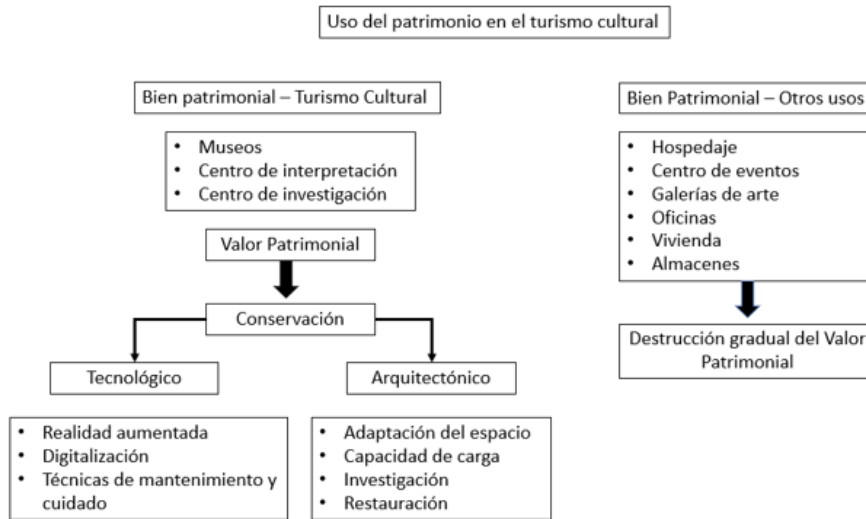 Uso del patrimonio en el turismo cultural
Bien patrimonial – Turismo Cultural
• Museos
• Centro de interpretación
• Centro de investigación
Valor Patrimonial
Conservación
Tecnológico
• Realidad aumentada
• Digitalización
• Técnicas de mantenimiento y
cuidado
Arquitectónico
• Adaptación del espacio
• Capacidad de carga
• Investigación
• Restauración
Bien Patrimonial – Otros usos
• Hospedaje
• Centro de eventos
• Galerías de arte
• Oficinas
• Vivienda
• Almacenes
Destrucción gradual del Valor
Patrimonial